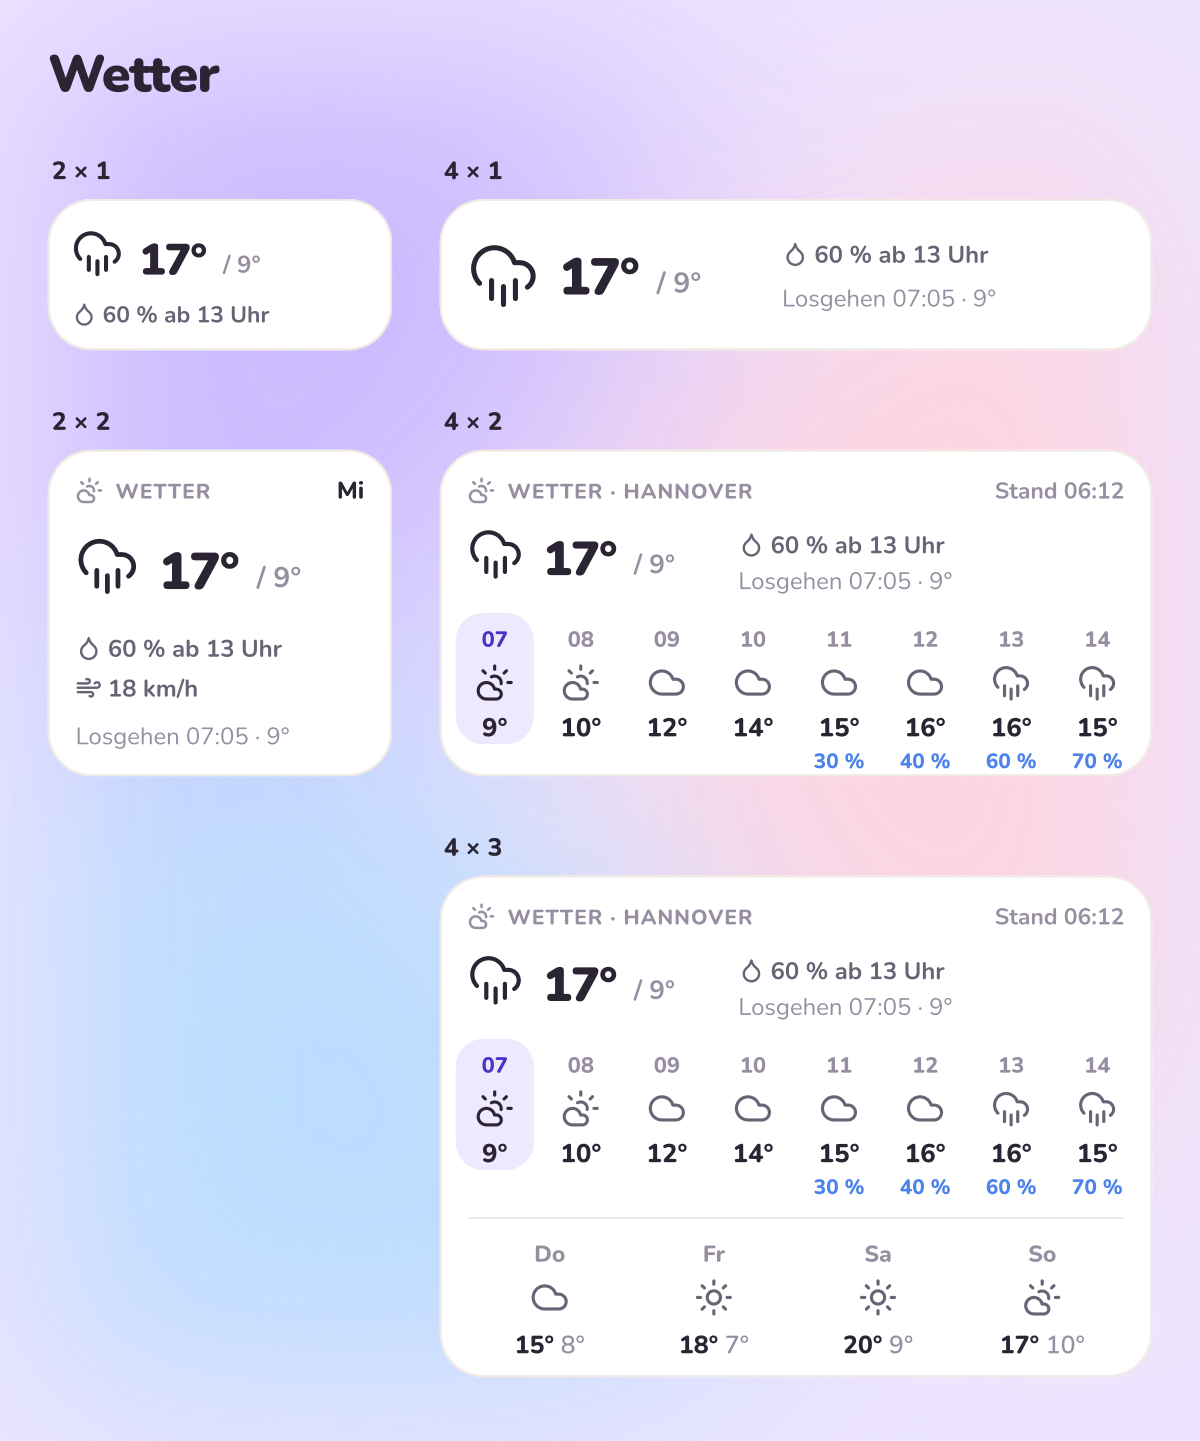 Wetter
2 × 1
17° / 9°
60 % ab 13 Uhr
4 × 1
17° / 9°
60 % ab 13 Uhr
Losgehen 07:05 · 9°
2 × 2
WETTER Mi
17° / 9°
60 % ab 13 Uhr
18 km/h
Losgehen 07:05 · 9°
4 × 2
WETTER · HANNOVER Stand 06:12
17° / 9°
60 % ab 13 Uhr
Losgehen 07:05 · 9°
07 08 09 10 11 12 13 14
9° 10° 12° 14° 15° 16° 16° 15°
30 % 40 % 60 % 70 %
4 × 3
WETTER · HANNOVER Stand 06:12
17° / 9°
60 % ab 13 Uhr
Losgehen 07:05 · 9°
07 08 09 10 11 12 13 14
9° 10° 12° 14° 15° 16° 16° 15°
30 % 40 % 60 % 70 %
Do Fr Sa So
15° 8° 18° 7° 20° 9° 17° 10°